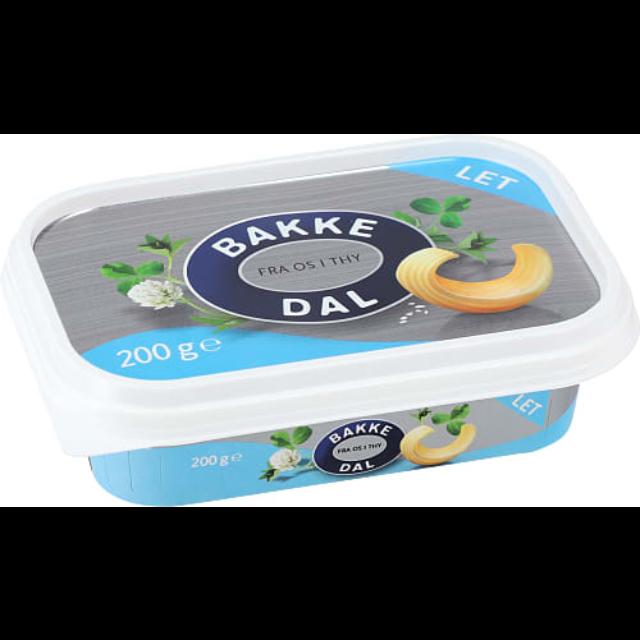 LET
BAKKE
FRA OS I THY
DAL
200 g e
LET
BAKKE
200 g e
FRA OS I THY
DAL